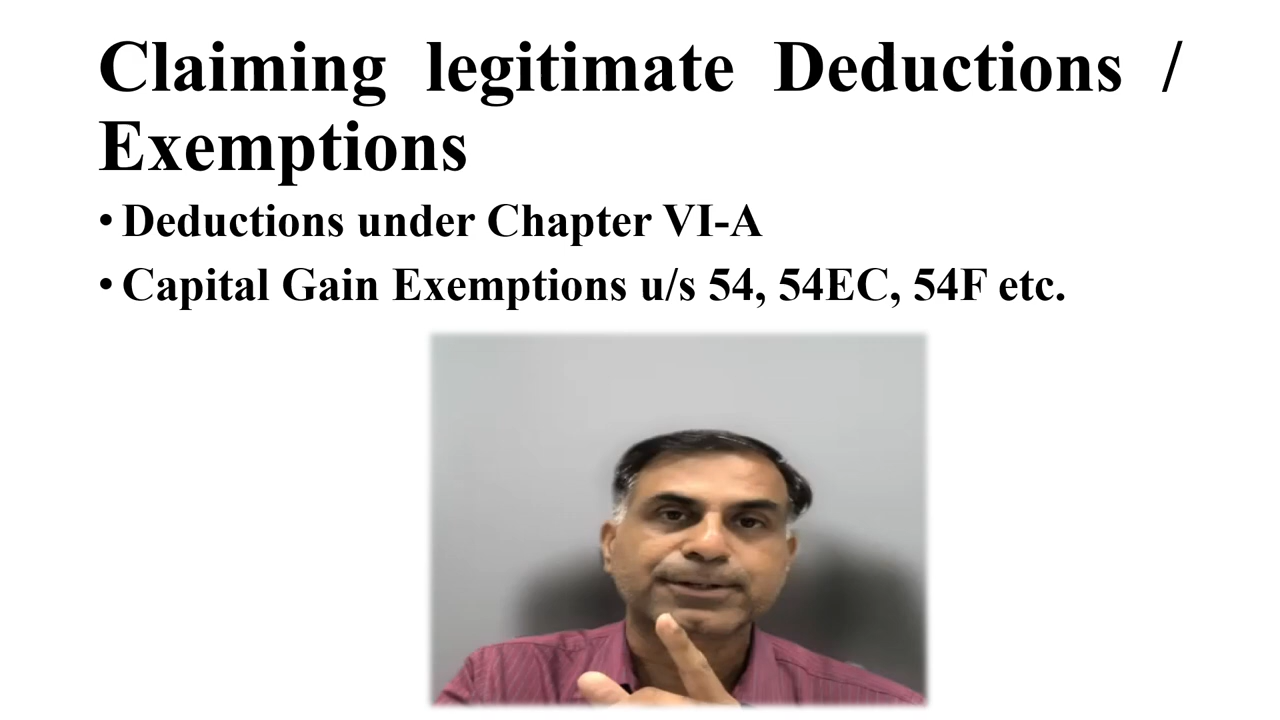 Claiming legitimate Deductions /
Exemptions
• Deductions under Chapter VI-A
• Capital Gain Exemptions u/s 54, 54EC, 54F etc.